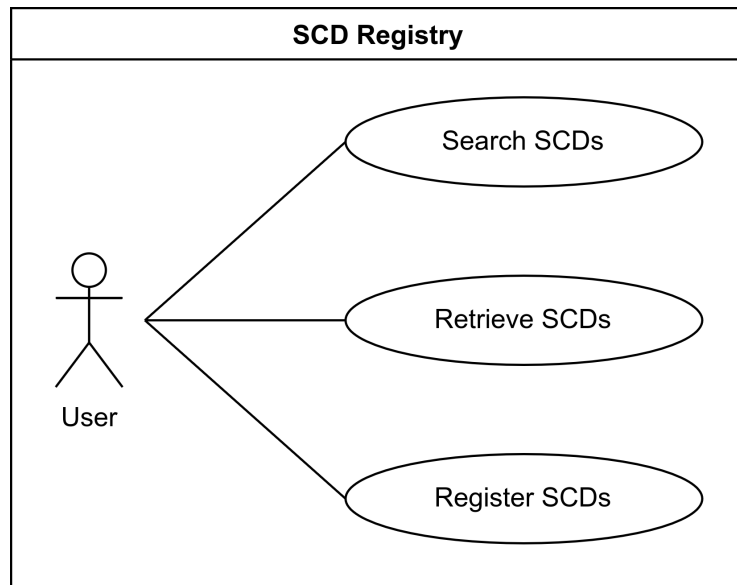 SCD Registry
Search SCDs
Retrieve SCDs
User
Register SCDs